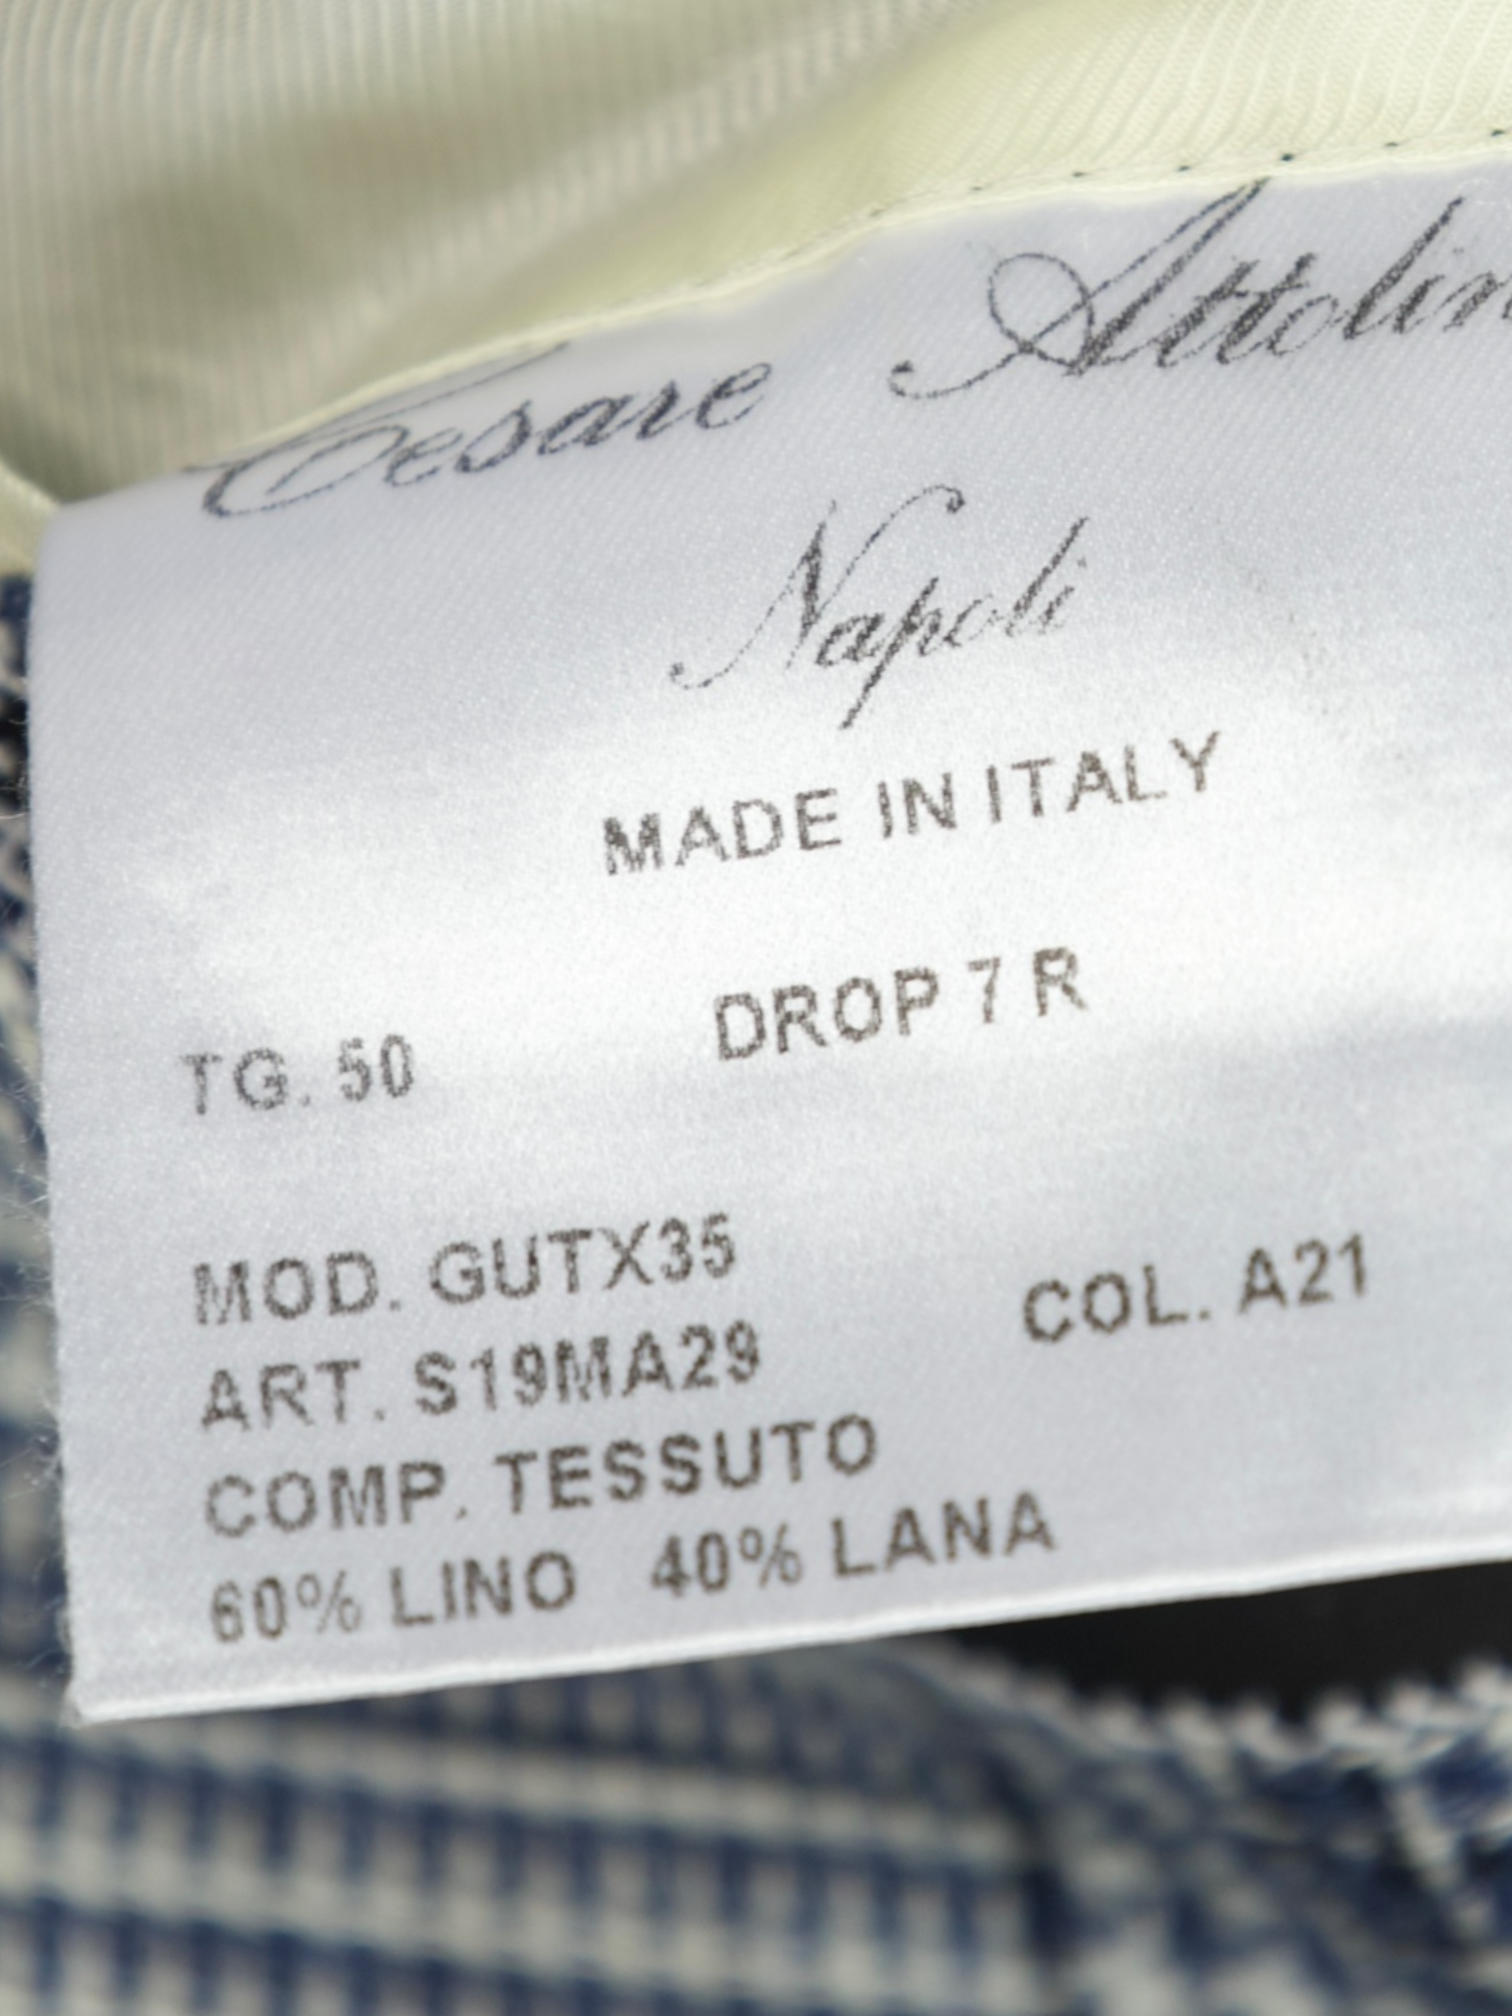 Cesare Attolin
Napoli
MADE IN ITALY
TG. 50 DROP 7 R
MOD. GUTX35
ART. S19MA29 COL. A21
COMP. TESSUTO
60% LINO 40% LANA